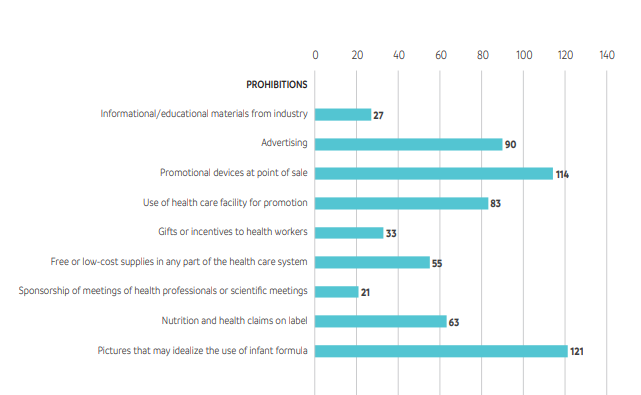 0 20 40 60 80 100 120 140
PROHIBITIONS
Informational/educational materials from industry 27
Advertising 90
Promotional devices at point of sale 114
Use of health care facility for promotion 83
Gifts or incentives to health workers 33
Free or low-cost supplies in any part of the health care system 55
Sponsorship of meetings of health professionals or scientific meetings 21
Nutrition and health claims on label 63
Pictures that may idealize the use of infant formula 121